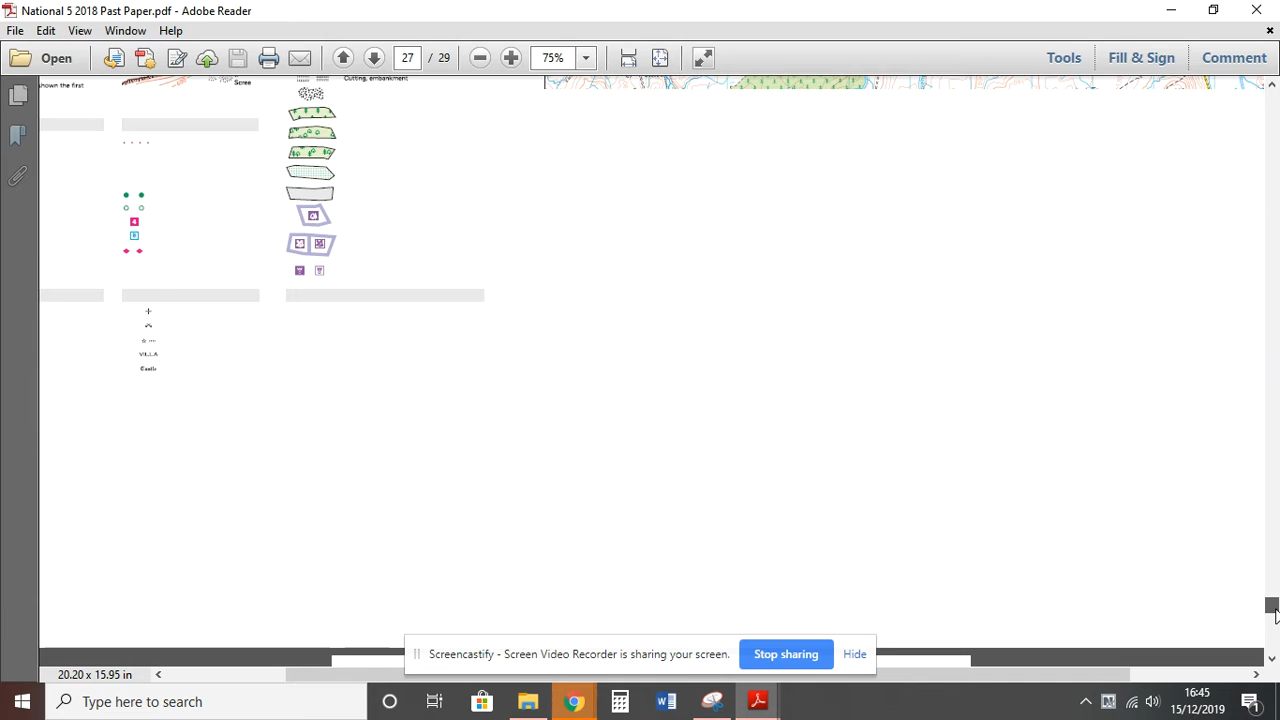 National 5 2018 Past Paper.pdf - Adobe Reader
File Edit View Window Help
Open 27 / 29 75% Tools Fill & Sign Comment
shown the first
Scree
Cutting, embankment
VILLA
Castle
Screencastify - Screen Video Recorder is sharing your screen. Stop sharing Hide
20.20 x 15.95 in
Type here to search
16:45
15/12/2019
1